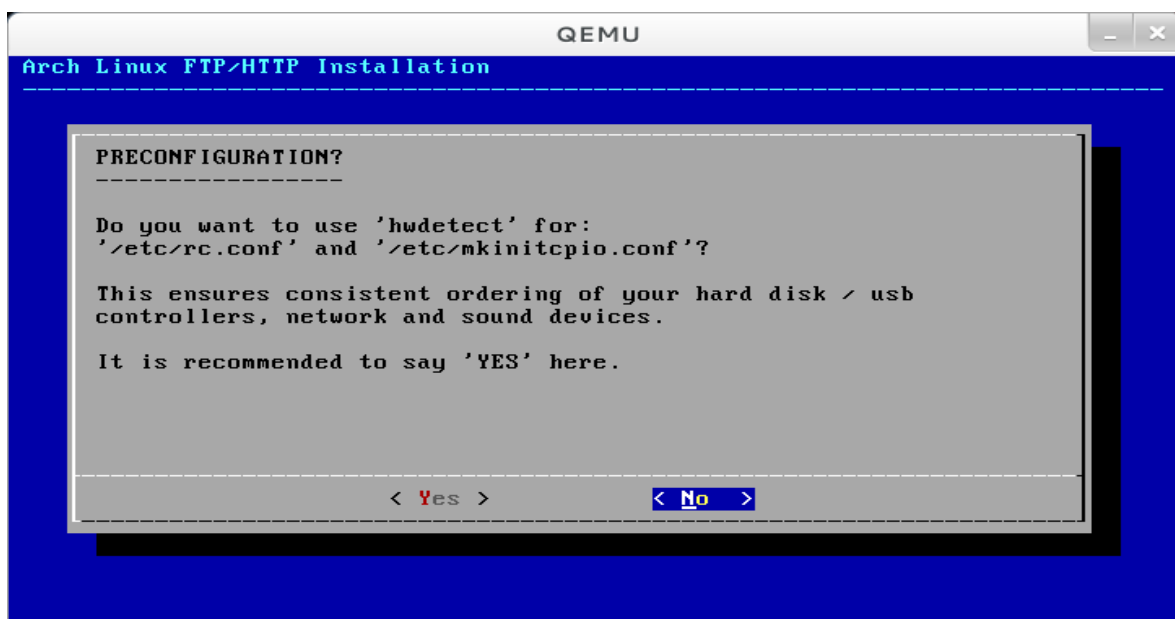 QEMU
Arch Linux FTP/HTTP Installation
PRECONFIGURATION?
Do you want to use 'hwdetect' for:
'/etc/rc.conf' and '/etc/mkinitcpio.conf'?
This ensures consistent ordering of your hard disk / usb
controllers, network and sound devices.
It is recommended to say 'YES' here.
< Yes > < No >